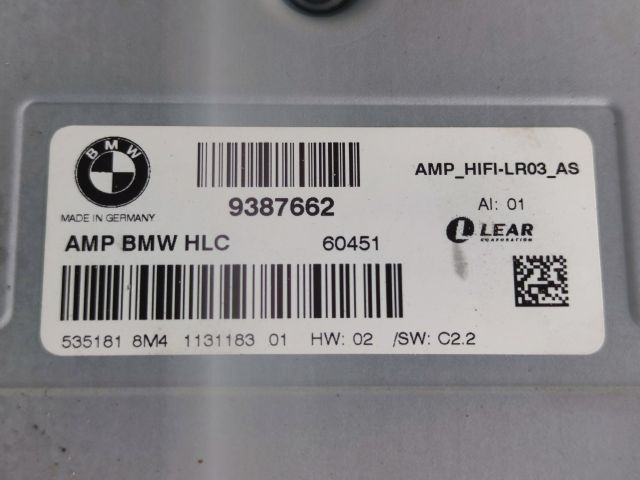 BMW
MADE IN GERMANY
9387662
AMP_HIFI-LR03_AS
AI: 01
LEAR
CORPORATION
AMP BMW HLC 60451
535181 8M4 1131183 01 HW: 02 /SW: C2.2